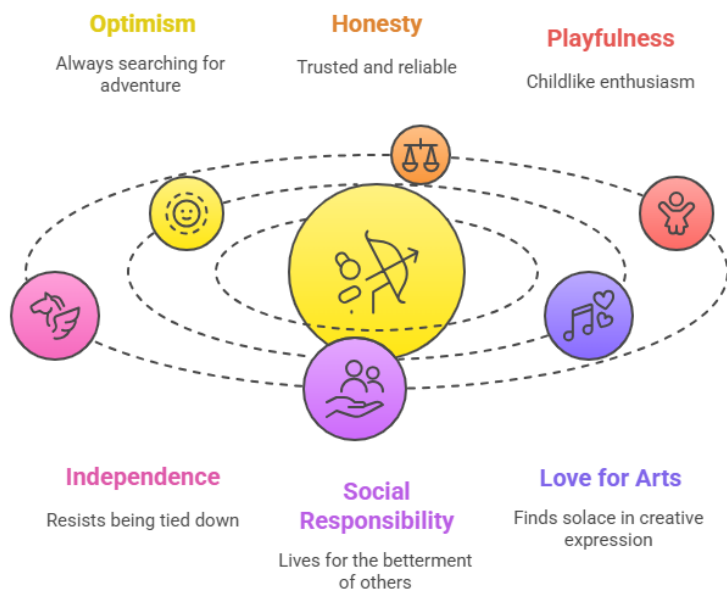 Optimism
Always searching for
adventure
Honesty
Trusted and reliable
Playfulness
Childlike enthusiasm
Independence
Resists being tied down
Social
Responsibility
Lives for the betterment
of others
Love for Arts
Finds solace in creative
expression